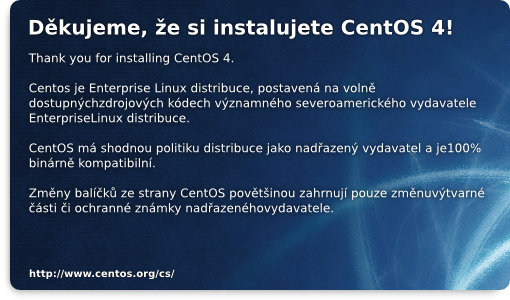 Děkujeme, že si instalujete CentOS 4!
Thank you for installing CentOS 4.
Centos je Enterprise Linux distribuce, postavená na volně
dostupnýchzdrojových kódech významného severoamerického vydavatele
EnterpriseLinux distribuce.
CentOS má shodnou politiku distribuce jako nadřazený vydavatel a je100%
binárně kompatibilní.
Změny balíčků ze strany CentOS povětšinou zahrnují pouze změnuvýtvarné
části či ochranné známky nadřazenéhovydavatele.
http://www.centos.org/cs/